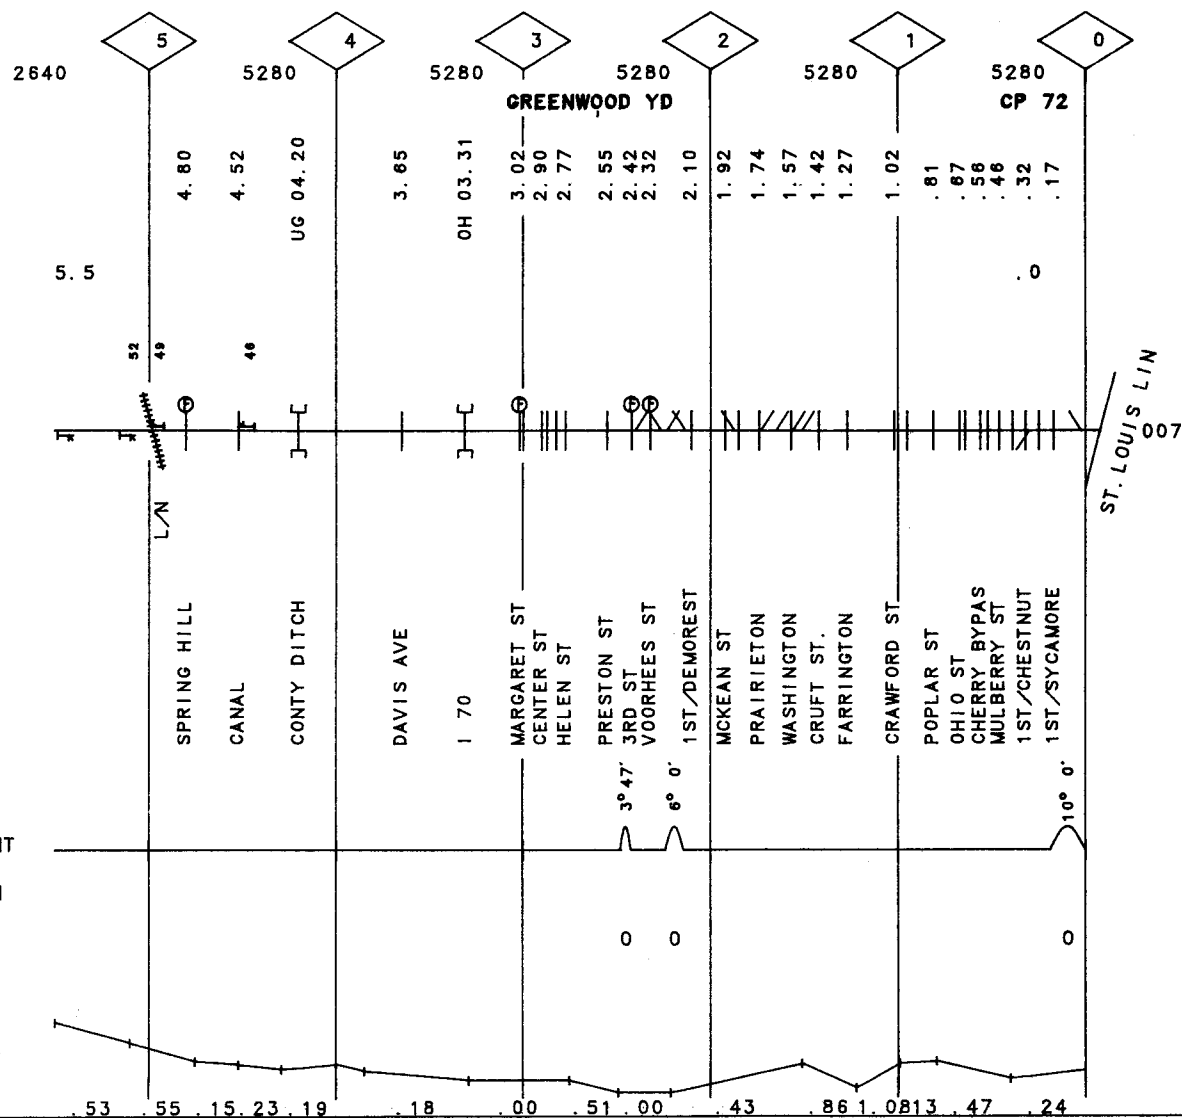 5 4 3 2 1 0
2640 5280 5280 5280 5280 5280
GREENWOOD YD CP 72
4.80 4.52 UG 04.20 3.65 OH 03.31 3.02 2.90 2.77 2.55 2.42 2.32 2.10 1.92 1.74 1.57 1.42 1.27 1.02 .81 .67 .56 .46 .32 .17
5.5 .0
52 49 46
F F F F
ST. LOUIS LIN
007
L/N
SPRING HILL
CANAL
CONTY DITCH
DAVIS AVE
I 70
MARGARET ST
CENTER ST
HELEN ST
PRESTON ST
3RD ST
VOORHEES ST
1ST/DEMOREST
MCKEAN ST
PRAIRIETON
WASHINGTON
CRUFT ST.
FARRINGTON
CRAWFORD ST
POPLAR ST
OHIO ST
CHERRY BYPAS
MULBERRY ST
1ST/CHESTNUT
1ST/SYCAMORE
3° 47' 6° 0' 10° 0'
0 0 0
.53 .55 .15 .23 .19 .18 .00 .51 .00 .43 .86 1.08 13 .47 .24